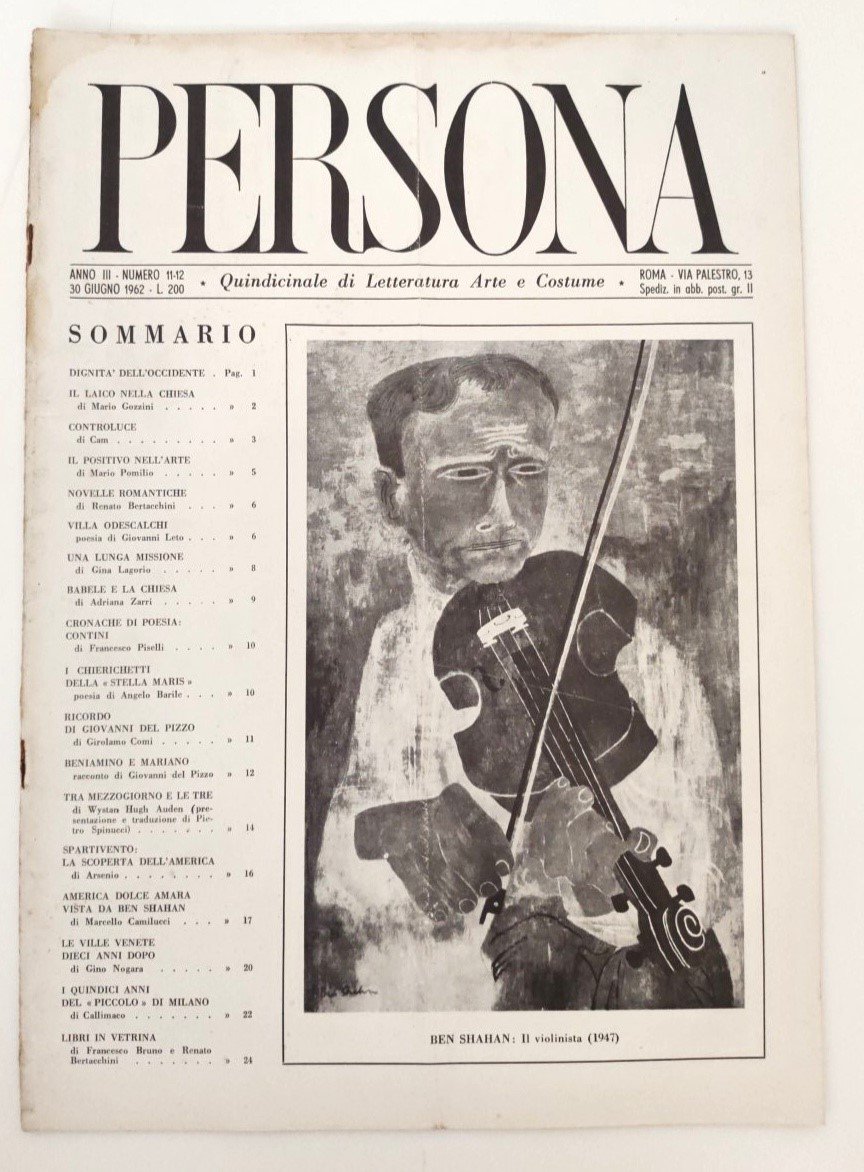 PERSONA
ANNO III - NUMERO 11-12
30 GIUGNO 1962 - L. 200
★ Quindicinale di Letteratura Arte e Costume ★
ROMA - VIA PALESTRO, 13
Spediz. in abb. post. gr. II
SOMMARIO
DIGNITA' DELL'OCCIDENTE . Pag. 1
IL LAICO NELLA CHIESA
di Mario Gozzini . . . . . » 2
CONTROLUCE
di Cam . . . . . . . . . » 3
IL POSITIVO NELL'ARTE
di Mario Pomilio . . . . . » 5
NOVELLE ROMANTICHE
di Renato Bertacchini . . . » 6
VILLA ODESCALCHI
poesia di Giovanni Leto . . . » 6
UNA LUNGA MISSIONE
di Gina Lagorio . . . . . » 8
BABELE E LA CHIESA
di Adriana Zarri . . . . . » 9
CRONACHE DI POESIA:
CONTINI
di Francesco Piselli . . . . » 10
I CHIERICHETTI
DELLA « STELLA MARIS »
poesia di Angelo Barile . . . » 10
RICORDO
DI GIOVANNI DEL PIZZO
di Girolamo Comi . . . . . » 11
BENIAMINO E MARIANO
racconto di Giovanni del Pizzo » 12
TRA MEZZOGIORNO E LE TRE
di Wystan Hugh Auden (pre-
sentazione e traduzione di Pie-
tro Spinucci) . . . . . . . » 14
SPARTIVENTO:
LA SCOPERTA DELL'AMERICA
di Arsenio . . . . . . . . » 16
AMERICA DOLCE AMARA
VISTA DA BEN SHAHAN
di Marcello Camilucci . . . » 17
LE VILLE VENETE
DIECI ANNI DOPO
di Gino Nogara . . . . . » 20
I QUINDICI ANNI
DEL « PICCOLO » DI MILANO
di Callimaco . . . . . . . » 22
LIBRI IN VETRINA
di Francesco Bruno e Renato
Bertacchini . . . . . . . » 24
BEN SHAHAN: Il violinista (1947)